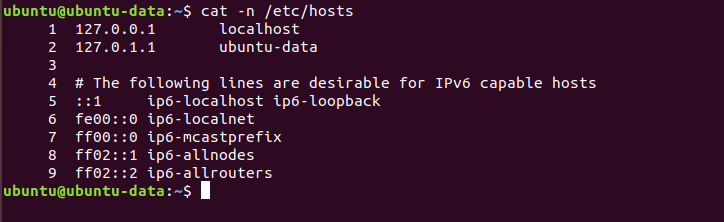 ubuntu@ubuntu-data:~$ cat -n /etc/hosts
1 127.0.0.1 localhost
2 127.0.1.1 ubuntu-data
3
4 # The following lines are desirable for IPv6 capable hosts
5 ::1 ip6-localhost ip6-loopback
6 fe00::0 ip6-localnet
7 ff00::0 ip6-mcastprefix
8 ff02::1 ip6-allnodes
9 ff02::2 ip6-allrouters
ubuntu@ubuntu-data:~$